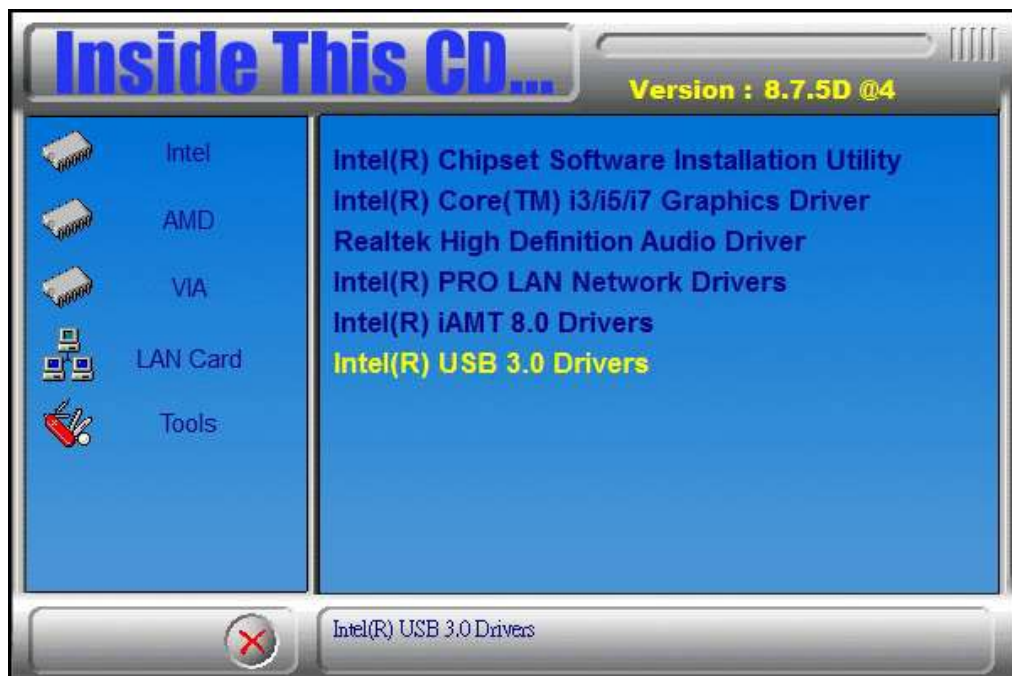 Inside This CD...
Version : 8.7.5D @4
Intel
AMD
VIA
LAN Card
Tools
Intel(R) Chipset Software Installation Utility
Intel(R) Core(TM) i3/i5/i7 Graphics Driver
Realtek High Definition Audio Driver
Intel(R) PRO LAN Network Drivers
Intel(R) iAMT 8.0 Drivers
Intel(R) USB 3.0 Drivers
Intel(R) USB 3.0 Drivers